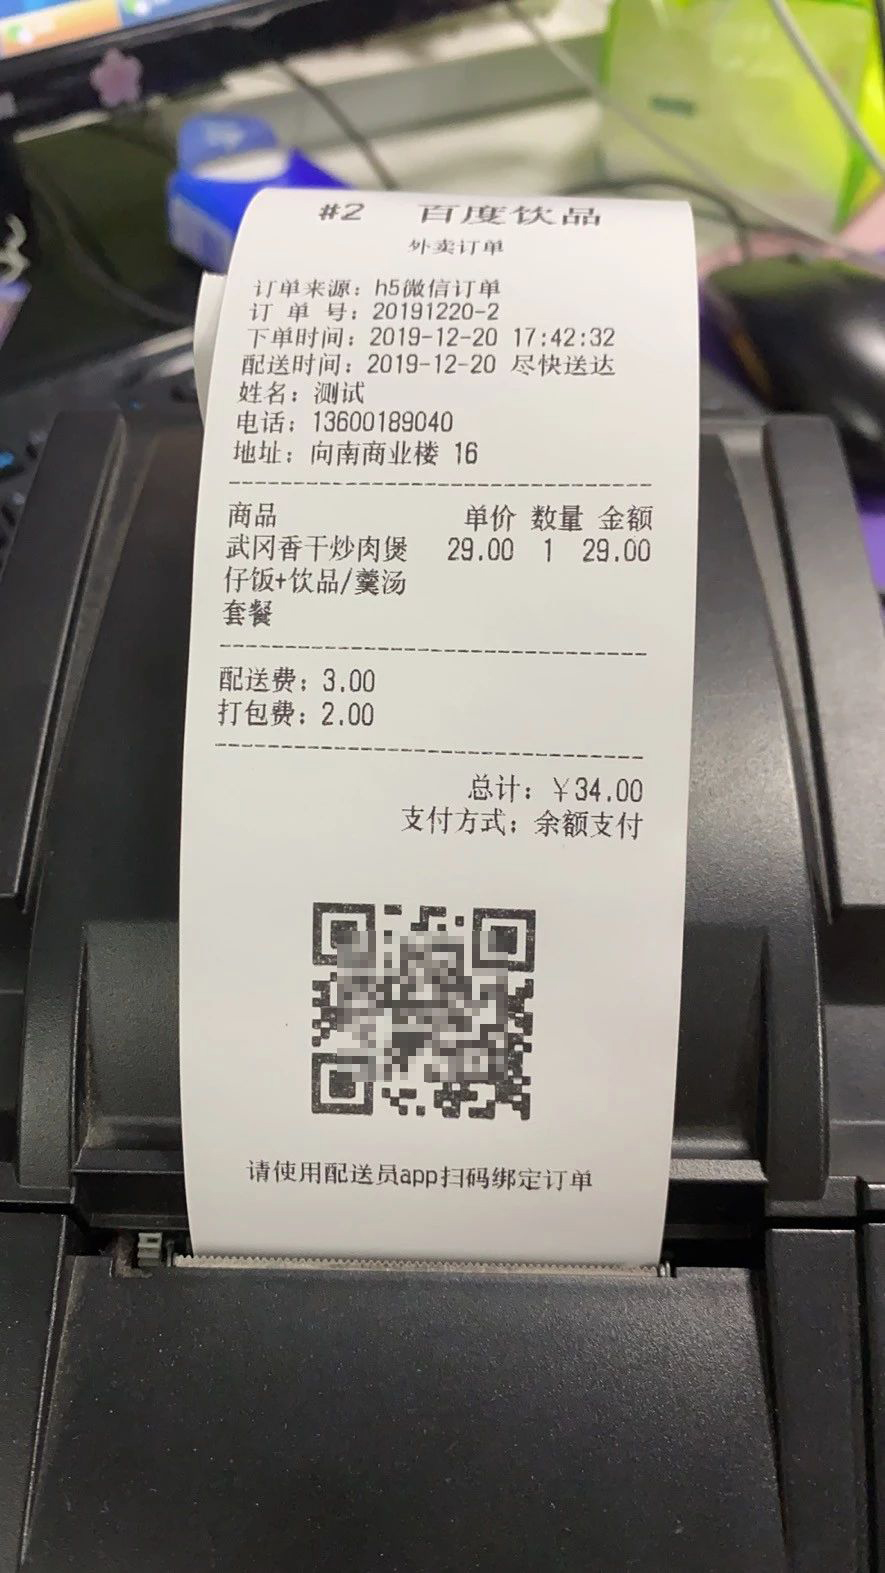 #2 百度饮品
外卖订单
订单来源：h5微信订单
订 单 号：20191220-2
下单时间：2019-12-20 17:42:32
配送时间：2019-12-20 尽快送达
姓名：测试
电话：13600189040
地址：向南商业楼 16
商品 单价 数量 金额
武冈香干炒肉煲 29.00 1 29.00
仔饭+饮品/羹汤
套餐
配送费：3.00
打包费：2.00
总计：￥34.00
支付方式：余额支付
请使用配送员app扫码绑定订单